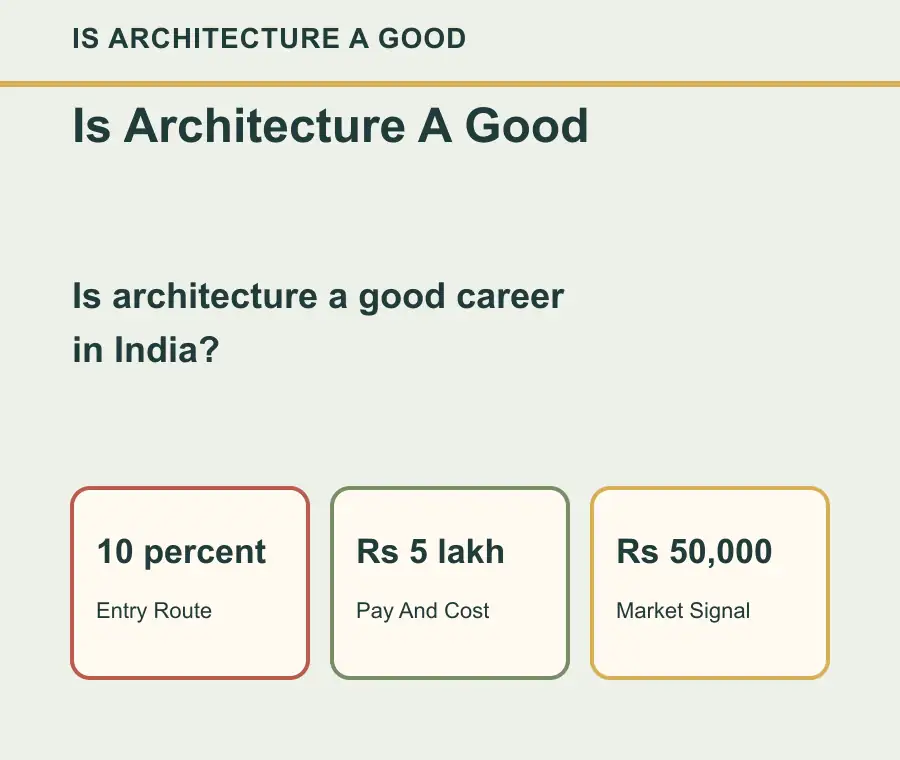 IS ARCHITECTURE A GOOD
Is Architecture A Good
Is architecture a good career
in India?
10 percent
Entry Route
Rs 5 lakh
Pay And Cost
Rs 50,000
Market Signal